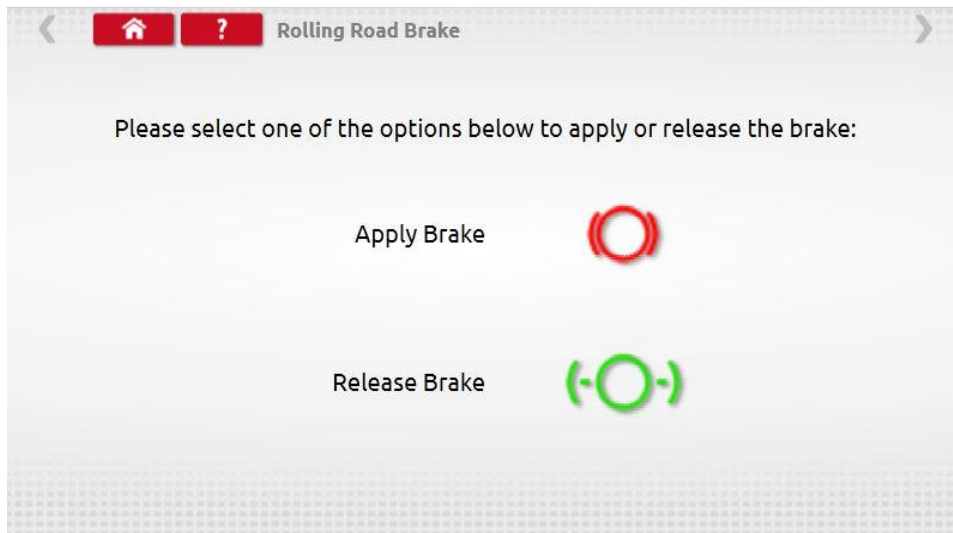 ? Rolling Road Brake
Please select one of the options below to apply or release the brake:
Apply Brake
Release Brake